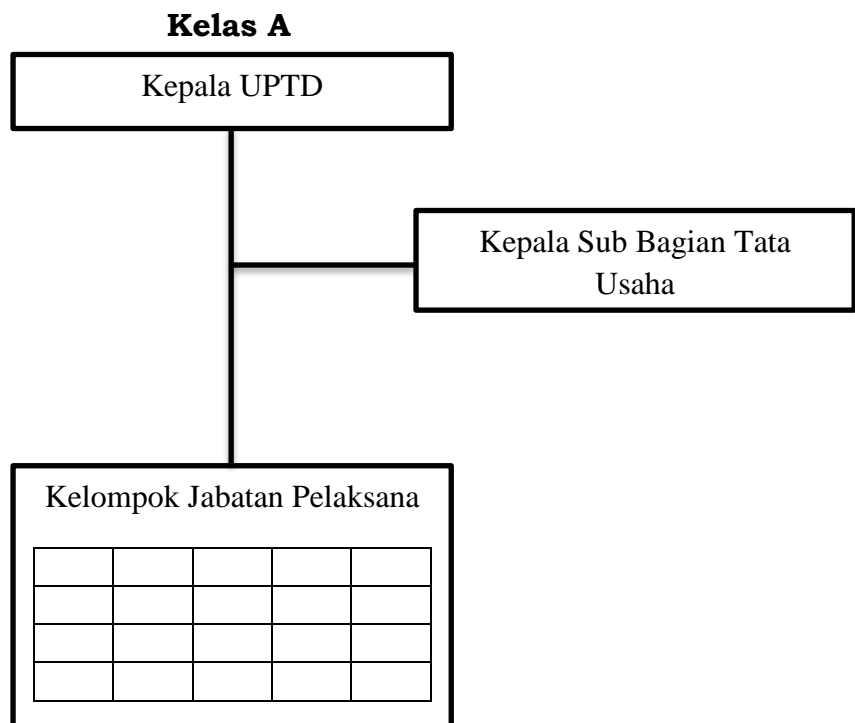 Kelas A
Kepala UPTD
Kepala Sub Bagian Tata
Usaha
Kelompok Jabatan Pelaksana